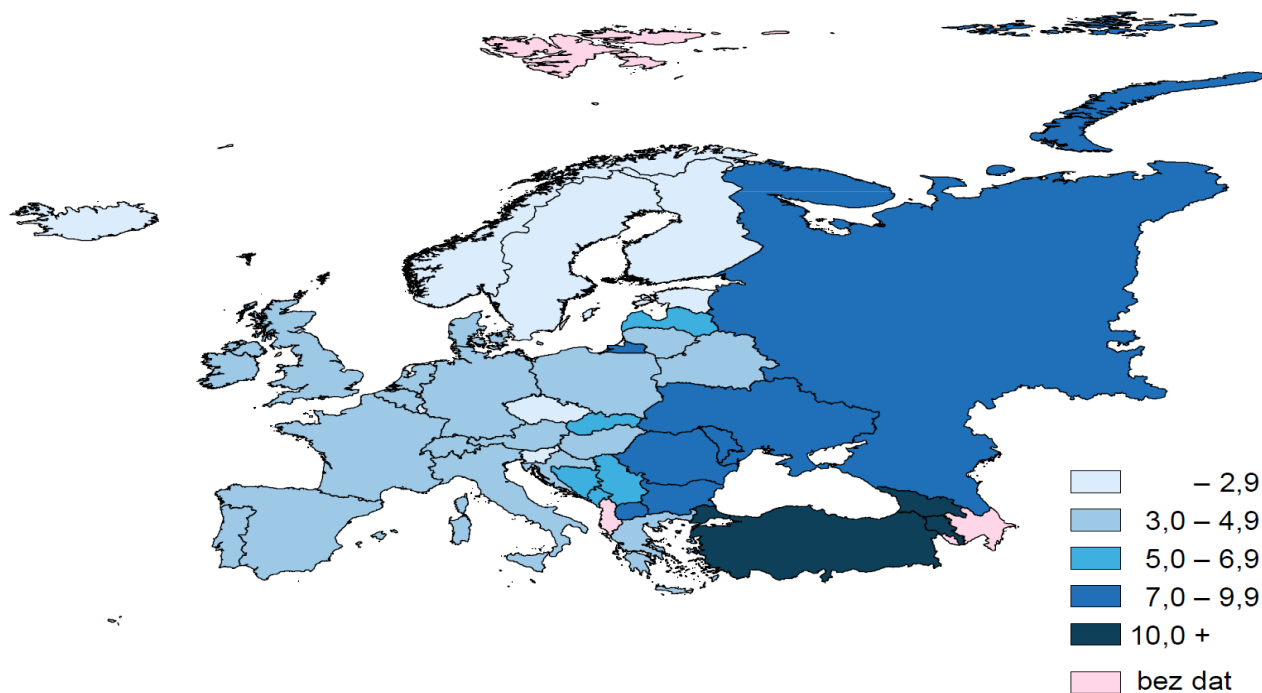 – 2,9
3,0 – 4,9
5,0 – 6,9
7,0 – 9,9
10,0 +
bez dat